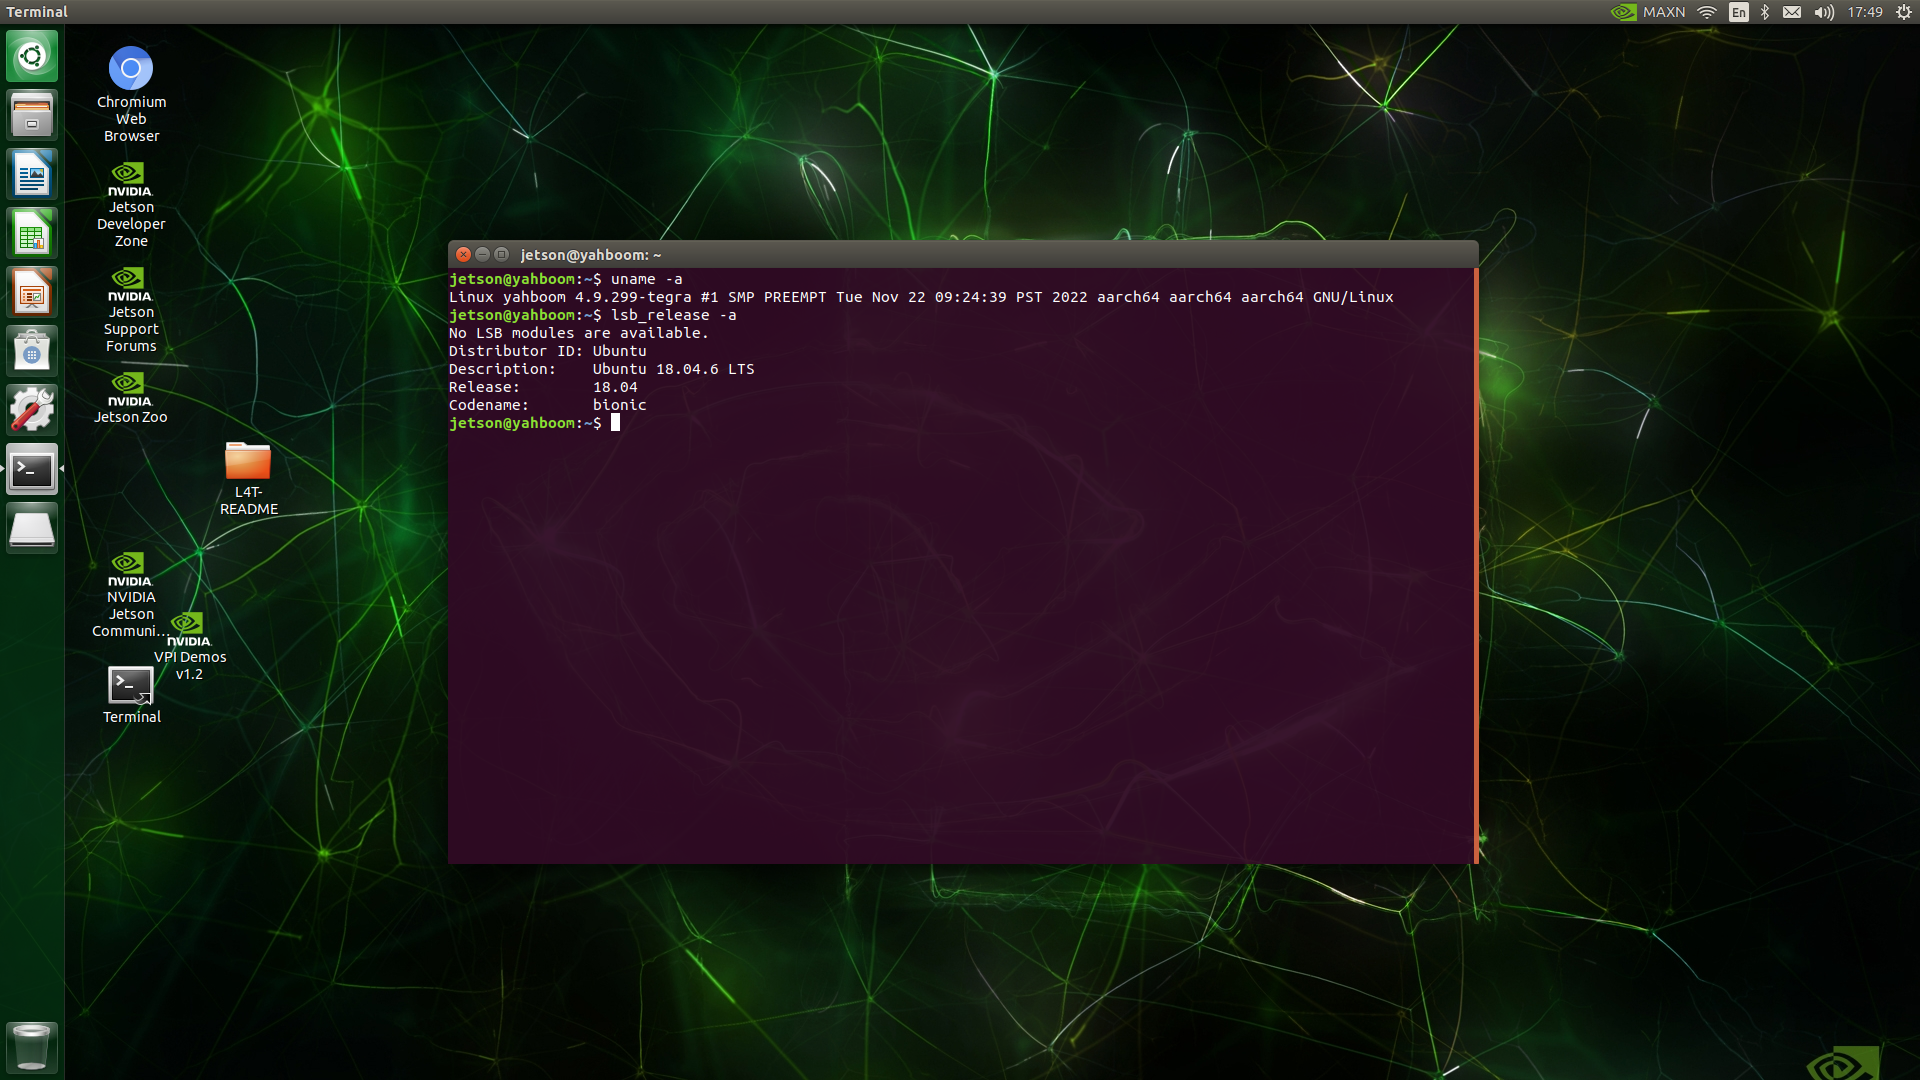 Terminal
MAXN
En
17:49
Chromium
Web
Browser
NVIDIA.
Jetson
Developer
Zone
NVIDIA.
Jetson
Support
Forums
NVIDIA.
Jetson Zoo
L4T-
README
NVIDIA.
NVIDIA
Jetson
Communi...
NVIDIA.
VPI Demos
v1.2
Terminal
jetson@yahboom: ~
jetson@yahboom:~$ uname -a
Linux yahboom 4.9.299-tegra #1 SMP PREEMPT Tue Nov 22 09:24:39 PST 2022 aarch64 aarch64 aarch64 GNU/Linux
jetson@yahboom:~$ lsb_release -a
No LSB modules are available.
Distributor ID: Ubuntu
Description:    Ubuntu 18.04.6 LTS
Release:        18.04
Codename:       bionic
jetson@yahboom:~$